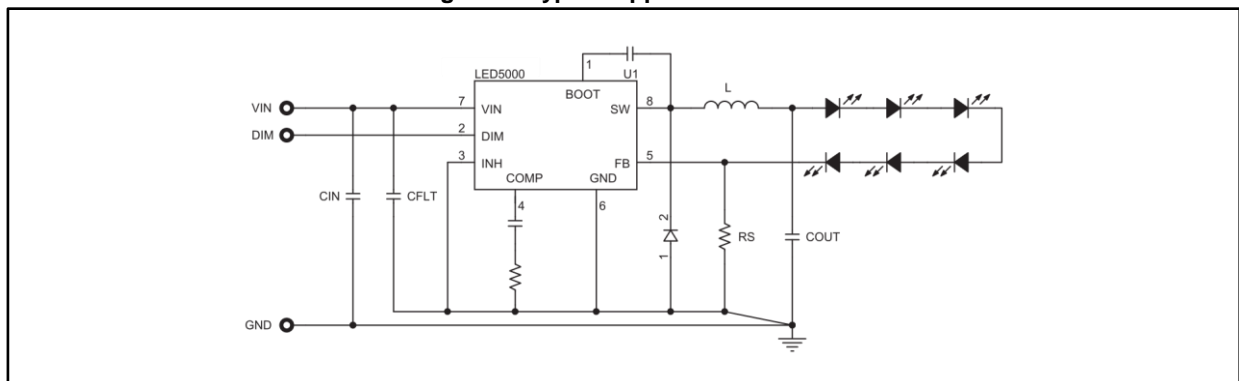 LED5000
1
U1
BOOT
L
VIN
7
VIN
SW
8
DIM
2
DIM
3
INH
FB
5
COMP
GND
CIN
CFLT
4
6
2
1
RS
COUT
GND